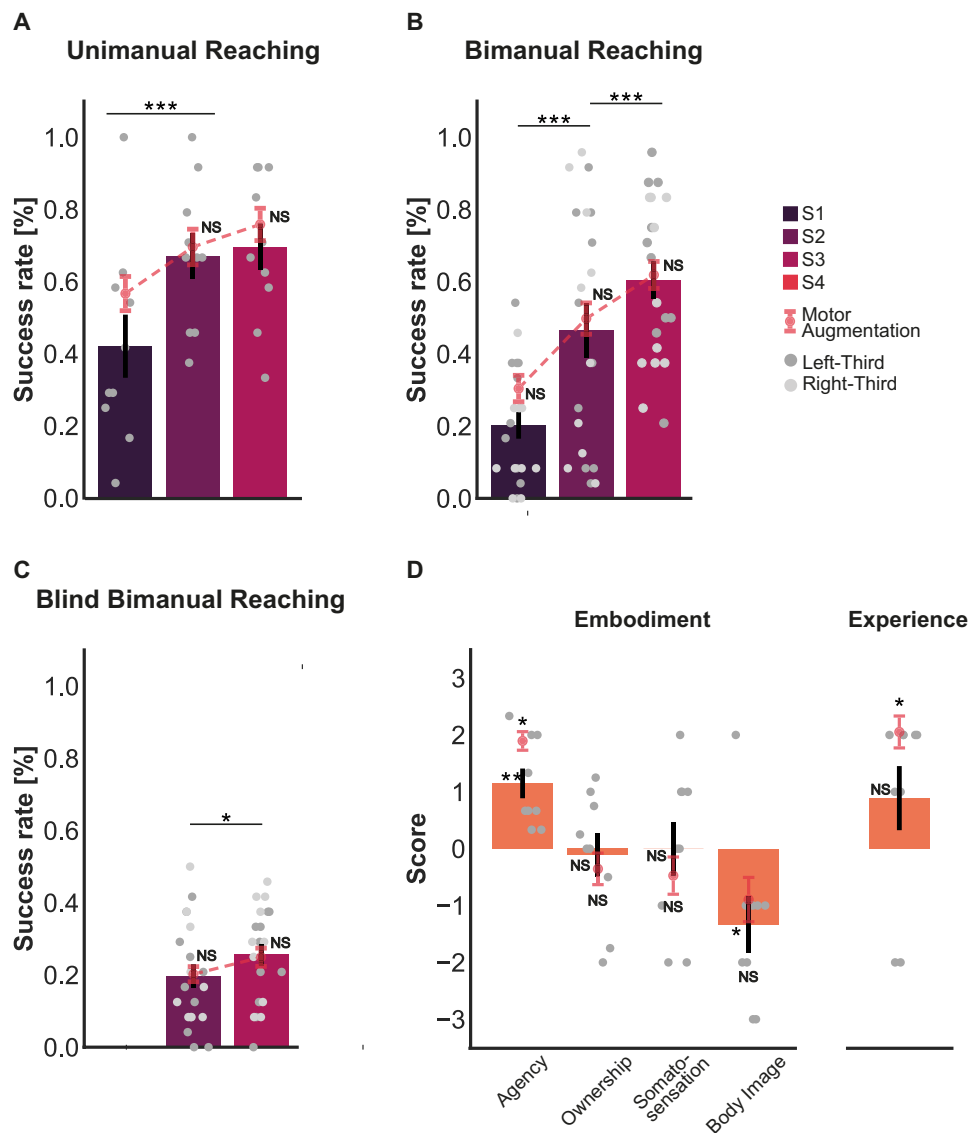 A
Unimanual Reaching
Success rate [%]
1.0
0.8
0.6
0.4
0.2
0.0
***
NS
NS
B
Bimanual Reaching
Success rate [%]
1.0
0.8
0.6
0.4
0.2
0.0
***
***
NS
NS
NS
S1
S2
S3
S4
Motor
Augmentation
Left-Third
Right-Third
C
Blind Bimanual Reaching
Success rate [%]
1.0
0.8
0.6
0.4
0.2
0.0
*
NS
NS
D
Embodiment
Experience
Score
3
2
1
0
−1
−2
−3
*
**
NS
NS
NS
NS
*
NS
*
NS
Agency
Ownership
Somato-
sensation
Body Image